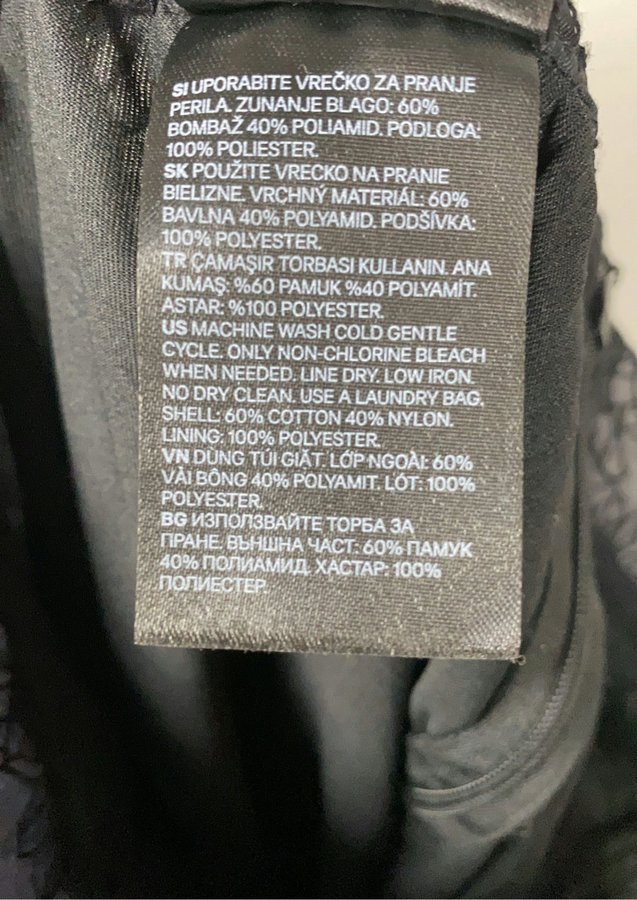 SI UPORABITE VREČKO ZA PRANJE
PERILA. ZUNANJE BLAGO: 60%
BOMBAŽ 40% POLIAMID. PODLOGA:
100% POLIESTER.
SK POUŽITE VRECKO NA PRANIE
BIELIZNE. VRCHNÝ MATERIÁL: 60%
BAVLNA 40% POLYAMID. PODŠÍVKA:
100% POLYESTER.
TR ÇAMAŞIR TORBASI KULLANIN. ANA
KUMAŞ: %60 PAMUK %40 POLYAMİT.
ASTAR: %100 POLYESTER.
US MACHINE WASH COLD GENTLE
CYCLE. ONLY NON-CHLORINE BLEACH
WHEN NEEDED. LINE DRY. LOW IRON.
NO DRY CLEAN. USE A LAUNDRY BAG.
SHELL: 60% COTTON 40% NYLON.
LINING: 100% POLYESTER.
VN DÙNG TÚI GIẶT. LỚP NGOÀI: 60%
VẢI BÔNG 40% POLYAMIT. LÓT: 100%
POLYESTER.
BG ИЗПОЛЗВАЙТЕ ТОРБА ЗА
ПРАНЕ. ВЪНШНА ЧАСТ: 60% ПАМУК
40% ПОЛИАМИД. ХАСТАР: 100%
ПОЛИЕСТЕР.